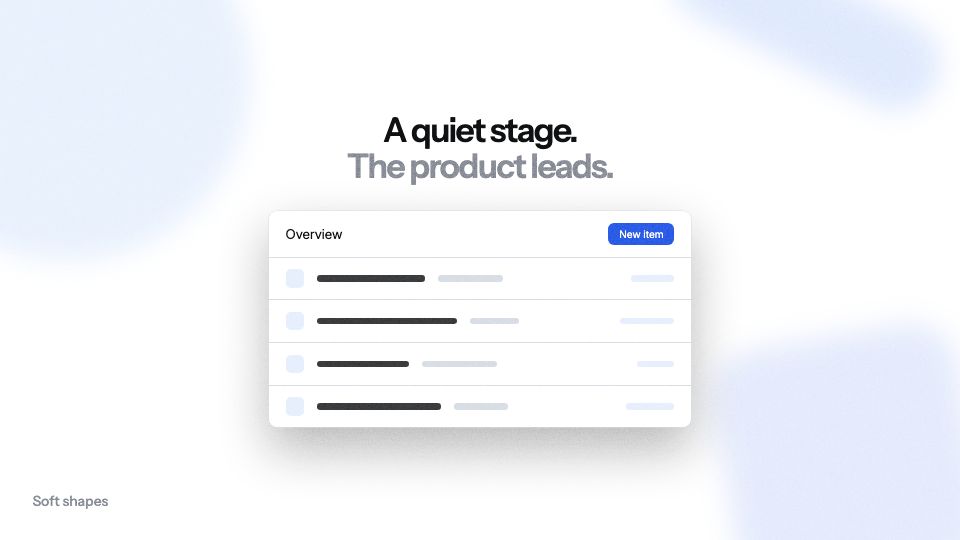 A quiet stage.
The product leads.
Overview
New item
Soft shapes